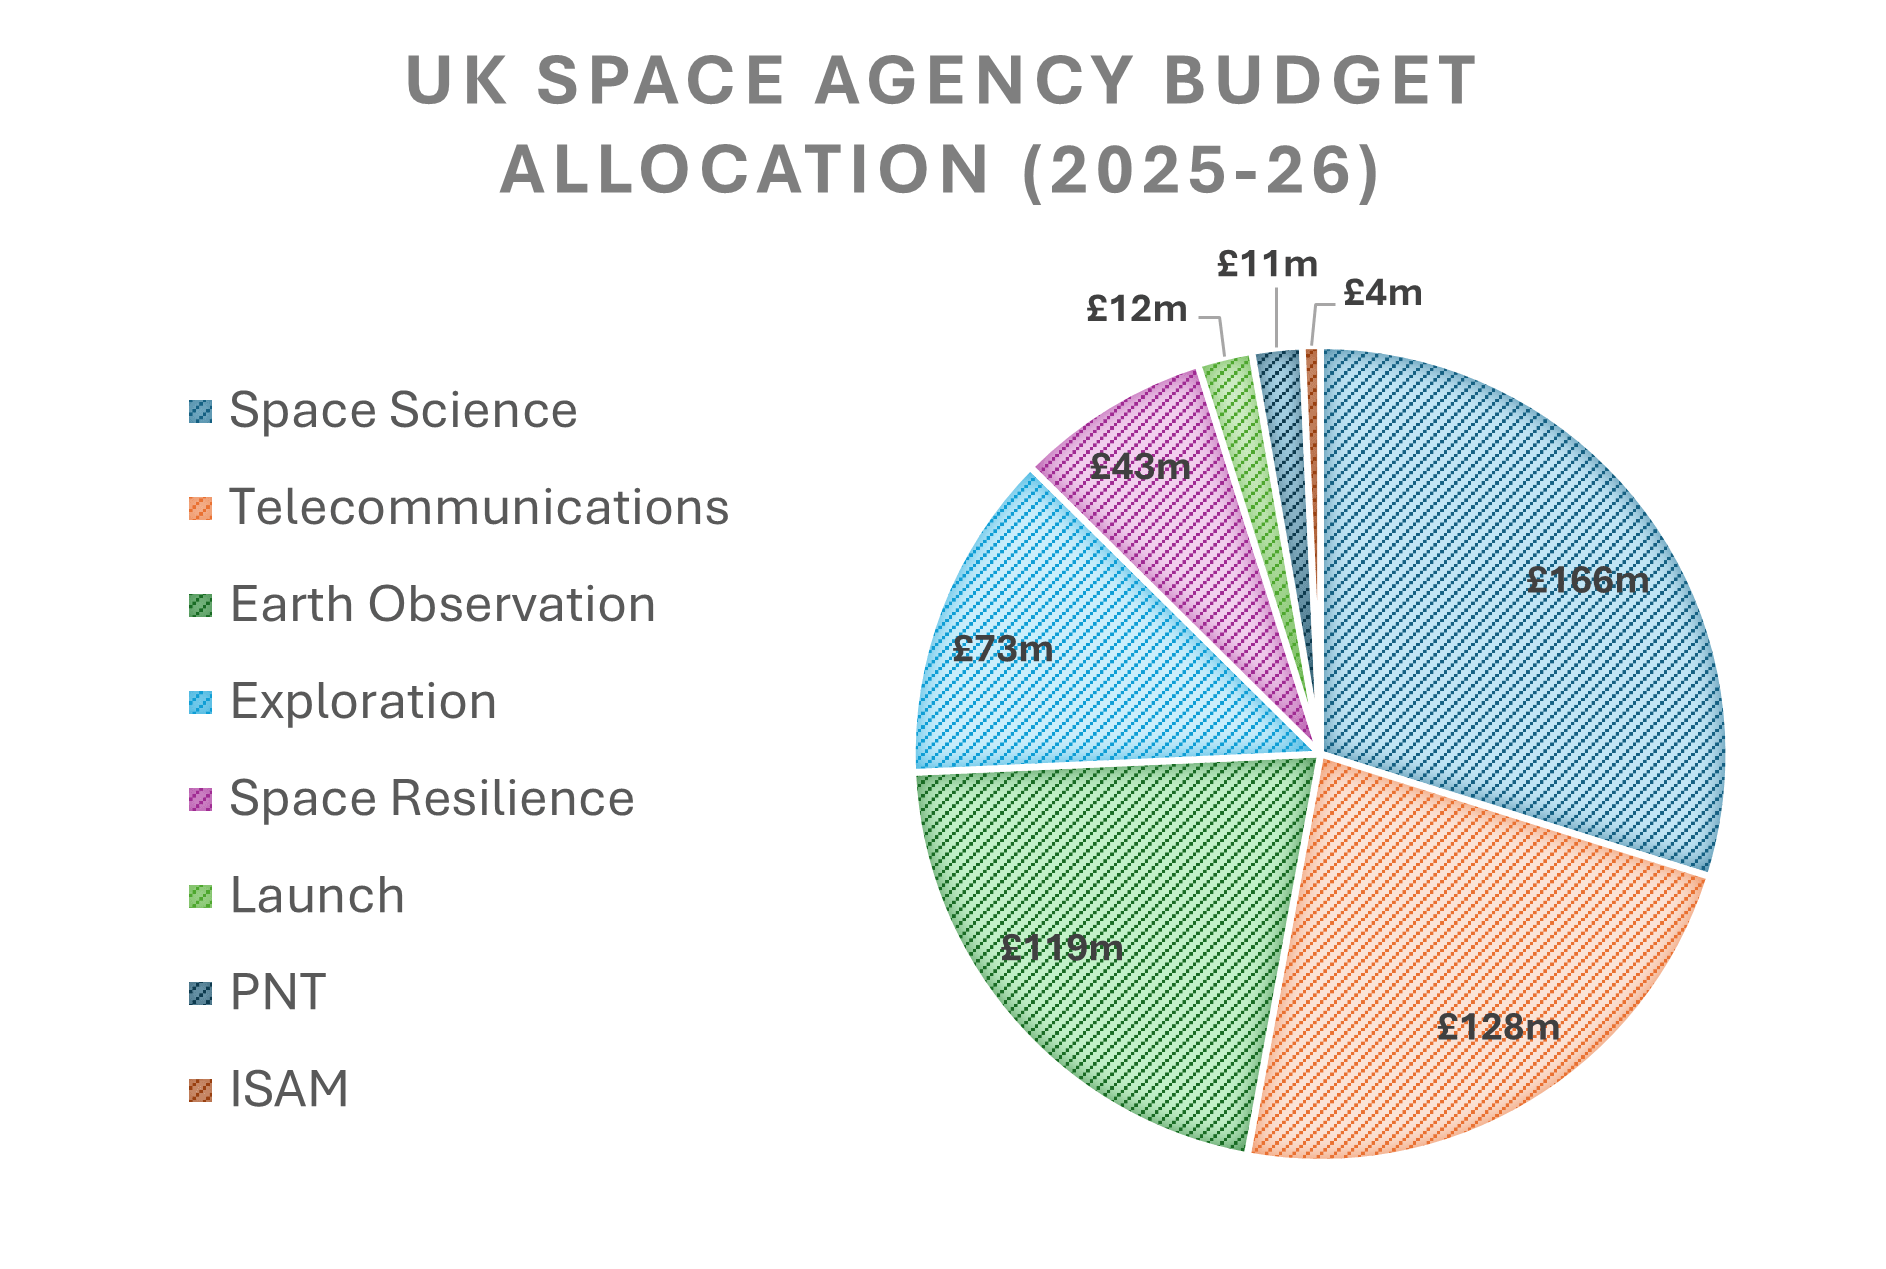 UK SPACE AGENCY BUDGET
ALLOCATION (2025-26)
£11m
£4m
£12m
Space Science
Telecommunications
Earth Observation
Exploration
Space Resilience
Launch
PNT
ISAM
£43m
£166m
£73m
£119m
£128m